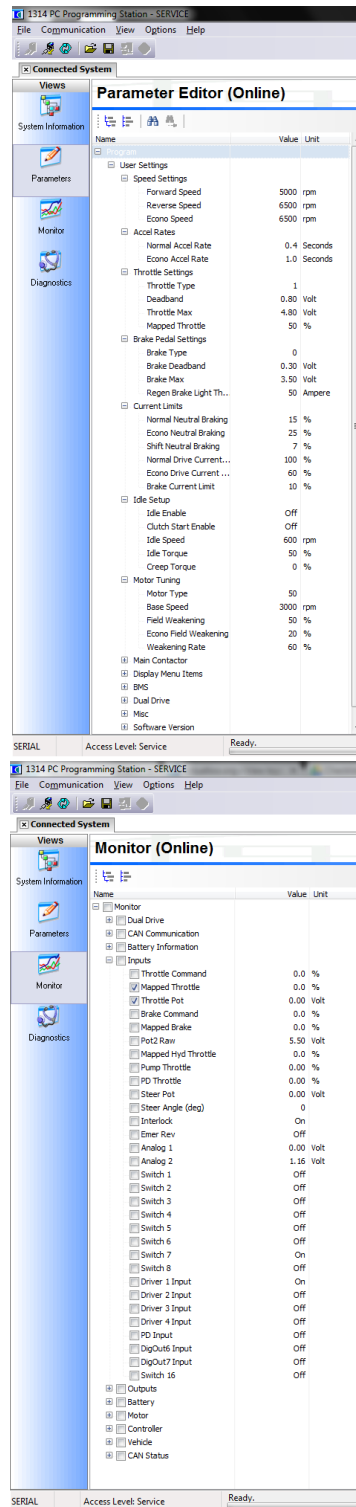 1314 PC Programming Station - SERVICE
File Communication View Options Help
Connected System
Views
System Information
Parameters
Monitor
Diagnostics
Parameter Editor (Online)
Name Value Unit
Program
User Settings
Speed Settings
Forward Speed 5000 rpm
Reverse Speed 6500 rpm
Econo Speed 6500 rpm
Accel Rates
Normal Accel Rate 0.4 Seconds
Econo Accel Rate 1.0 Seconds
Throttle Settings
Throttle Type 1
Deadband 0.80 Volt
Throttle Max 4.80 Volt
Mapped Throttle 50 %
Brake Pedal Settings
Brake Type 0
Brake Deadband 0.30 Volt
Brake Max 3.50 Volt
Regen Brake Light Th... 50 Ampere
Current Limits
Normal Neutral Braking 15 %
Econo Neutral Braking 25 %
Shift Neutral Braking 7 %
Normal Drive Current... 100 %
Econo Drive Current ... 60 %
Brake Current Limit 10 %
Idle Setup
Idle Enable Off
Clutch Start Enable Off
Idle Speed 600 rpm
Idle Torque 50 %
Creep Torque 0 %
Motor Tuning
Motor Type 50
Base Speed 3000 rpm
Field Weakening 50 %
Econo Field Weakening 20 %
Weakening Rate 60 %
Main Contactor
Display Menu Items
BMS
Dual Drive
Misc
Software Version
SERIAL Access Level: Service Ready.
1314 PC Programming Station - SERVICE
File Communication View Options Help
Connected System
Views
System Information
Parameters
Monitor
Diagnostics
Monitor (Online)
Name Value Unit
Monitor
Dual Drive
CAN Communication
Battery Information
Inputs
Throttle Command 0.0 %
Mapped Throttle 0.0 %
Throttle Pot 0.00 Volt
Brake Command 0.0 %
Mapped Brake 0.0 %
Pot2 Raw 5.50 Volt
Mapped Hyd Throttle 0.0 %
Pump Throttle 0.00 %
PD Throttle 0.00 %
Steer Pot 0.00 Volt
Steer Angle (deg) 0
Interlock On
Emer Rev Off
Analog 1 0.00 Volt
Analog 2 1.16 Volt
Switch 1 Off
Switch 2 Off
Switch 3 Off
Switch 4 Off
Switch 5 Off
Switch 6 Off
Switch 7 On
Switch 8 Off
Driver 1 Input On
Driver 2 Input Off
Driver 3 Input Off
Driver 4 Input Off
PD Input Off
DigOut6 Input Off
DigOut7 Input Off
Switch 16 Off
Outputs
Battery
Motor
Controller
Vehicle
CAN Status
SERIAL Access Level: Service Ready.